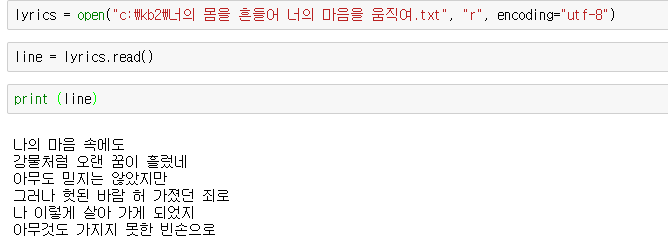 lyrics = open("c:₩kb2₩너의 몸을 흔들어 너의 마음을 움직여.txt", "r", encoding="utf-8")
line = lyrics.read()
print (line)
나의 마음 속에도
강물처럼 오랜 꿈이 흘렀네
아무도 믿지는 않았지만
그러나 헛된 바람 허 가졌던 죄로
나 이렇게 살아 가게 되었지
아무것도 가지지 못한 빈손으로